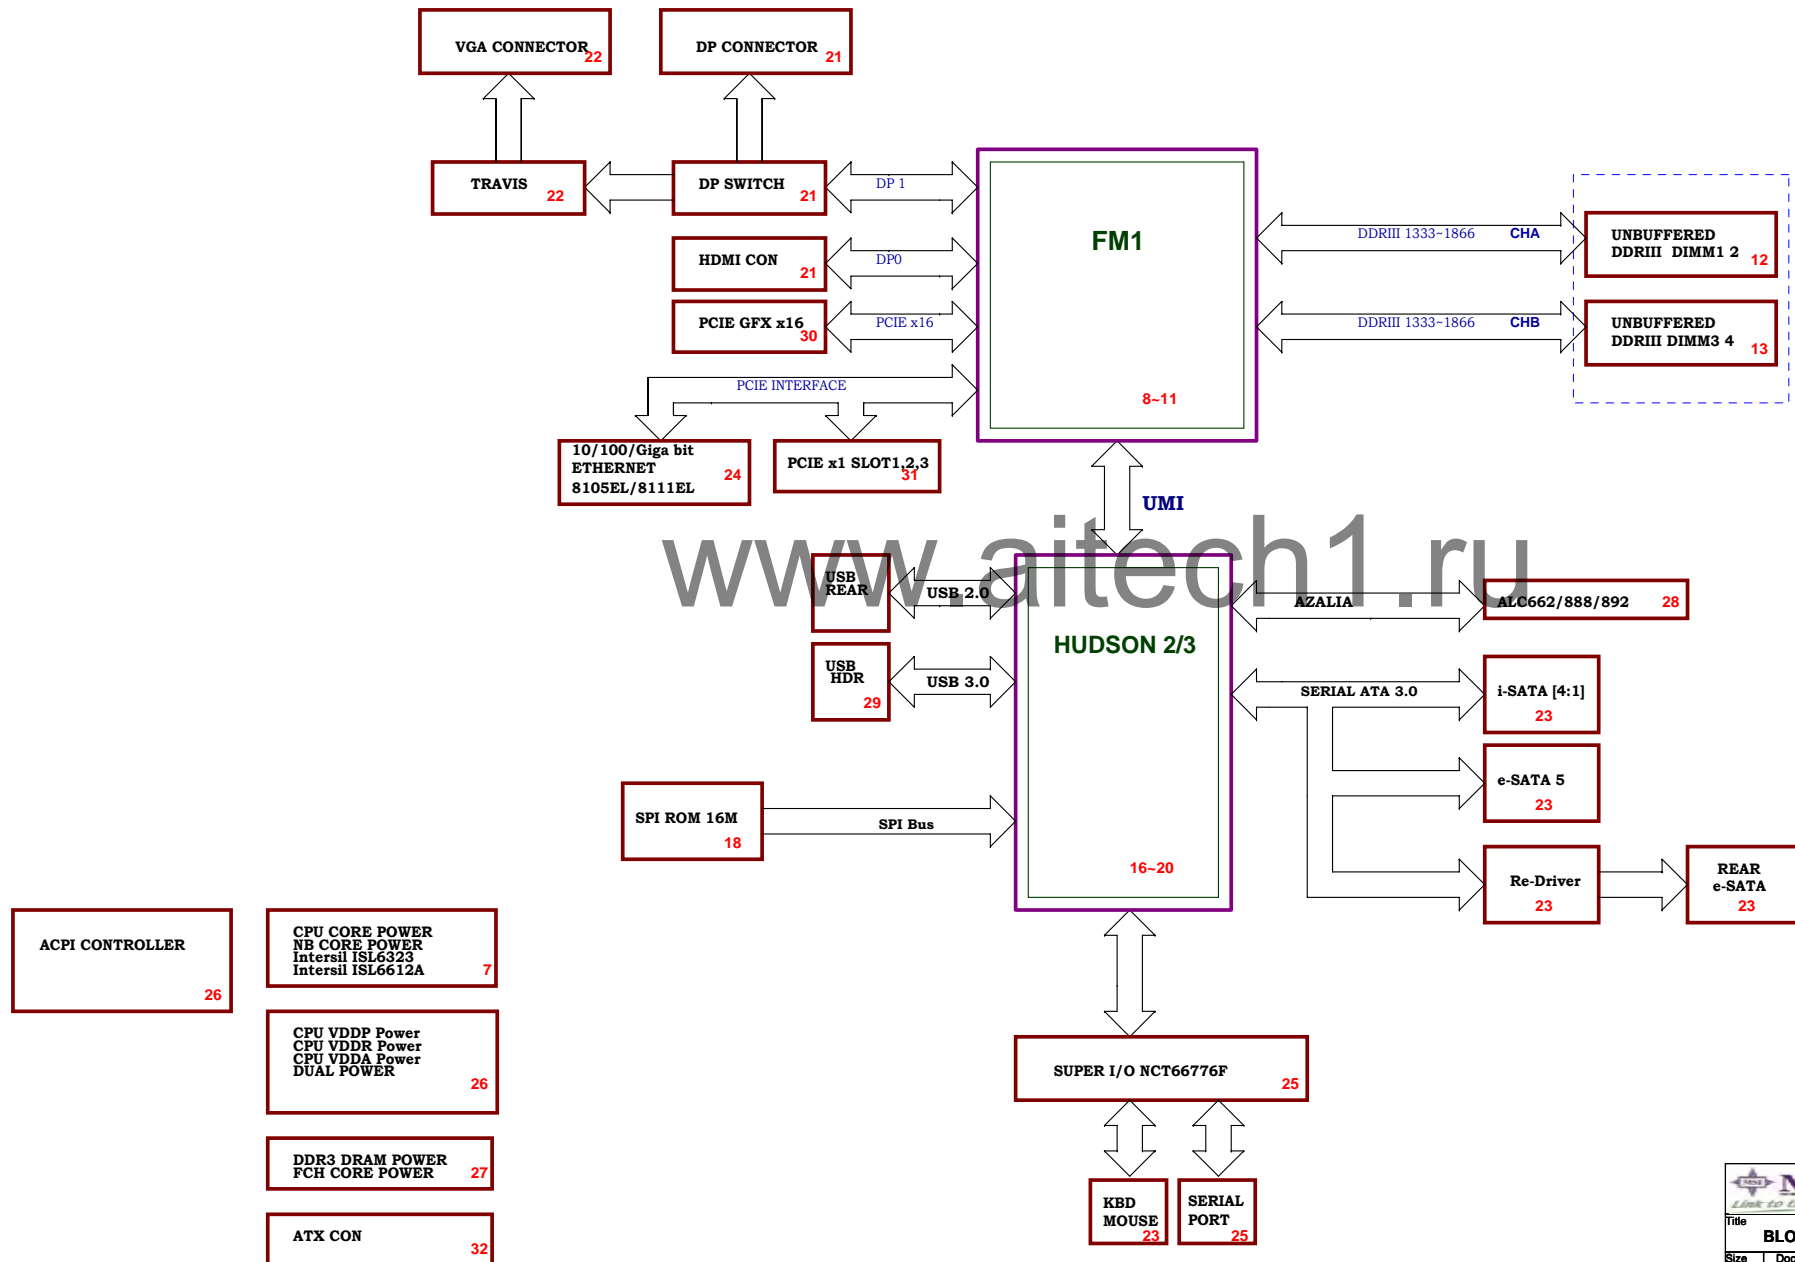 VGA CONNECTOR
22
DP CONNECTOR
21
TRAVIS
22
DP SWITCH
21
DP 1
HDMI CON
21
DP0
PCIE GFX x16
30
PCIE x16
PCIE INTERFACE
10/100/Giga bit
ETHERNET
8105EL/8111EL
24
PCIE x1 SLOT1,2,3
31
FM1
8~11
DDRIII 1333~1866 CHA
UNBUFFERED
DDRIII DIMM1 2
12
DDRIII 1333~1866 CHB
UNBUFFERED
DDRIII DIMM3 4
13
UMI
www.aitech1.ru
USB
REAR
USB 2.0
USB
HDR
29
USB 3.0
HUDSON 2/3
16~20
AZALIA
ALC662/888/892
28
SERIAL ATA 3.0
i-SATA [4:1]
23
e-SATA 5
23
Re-Driver
23
REAR
e-SATA
23
SPI ROM 16M
18
SPI Bus
ACPI CONTROLLER
26
CPU CORE POWER
NB CORE POWER
Intersil ISL6323
Intersil ISL6612A
7
CPU VDDP Power
CPU VDDR Power
CPU VDDA Power
DUAL POWER
26
DDR3 DRAM POWER
FCH CORE POWER
27
ATX CON
32
SUPER I/O NCT66776F
25
KBD
MOUSE
23
SERIAL
PORT
25
MSI
Link to t
Title
BLO
Size
Doc